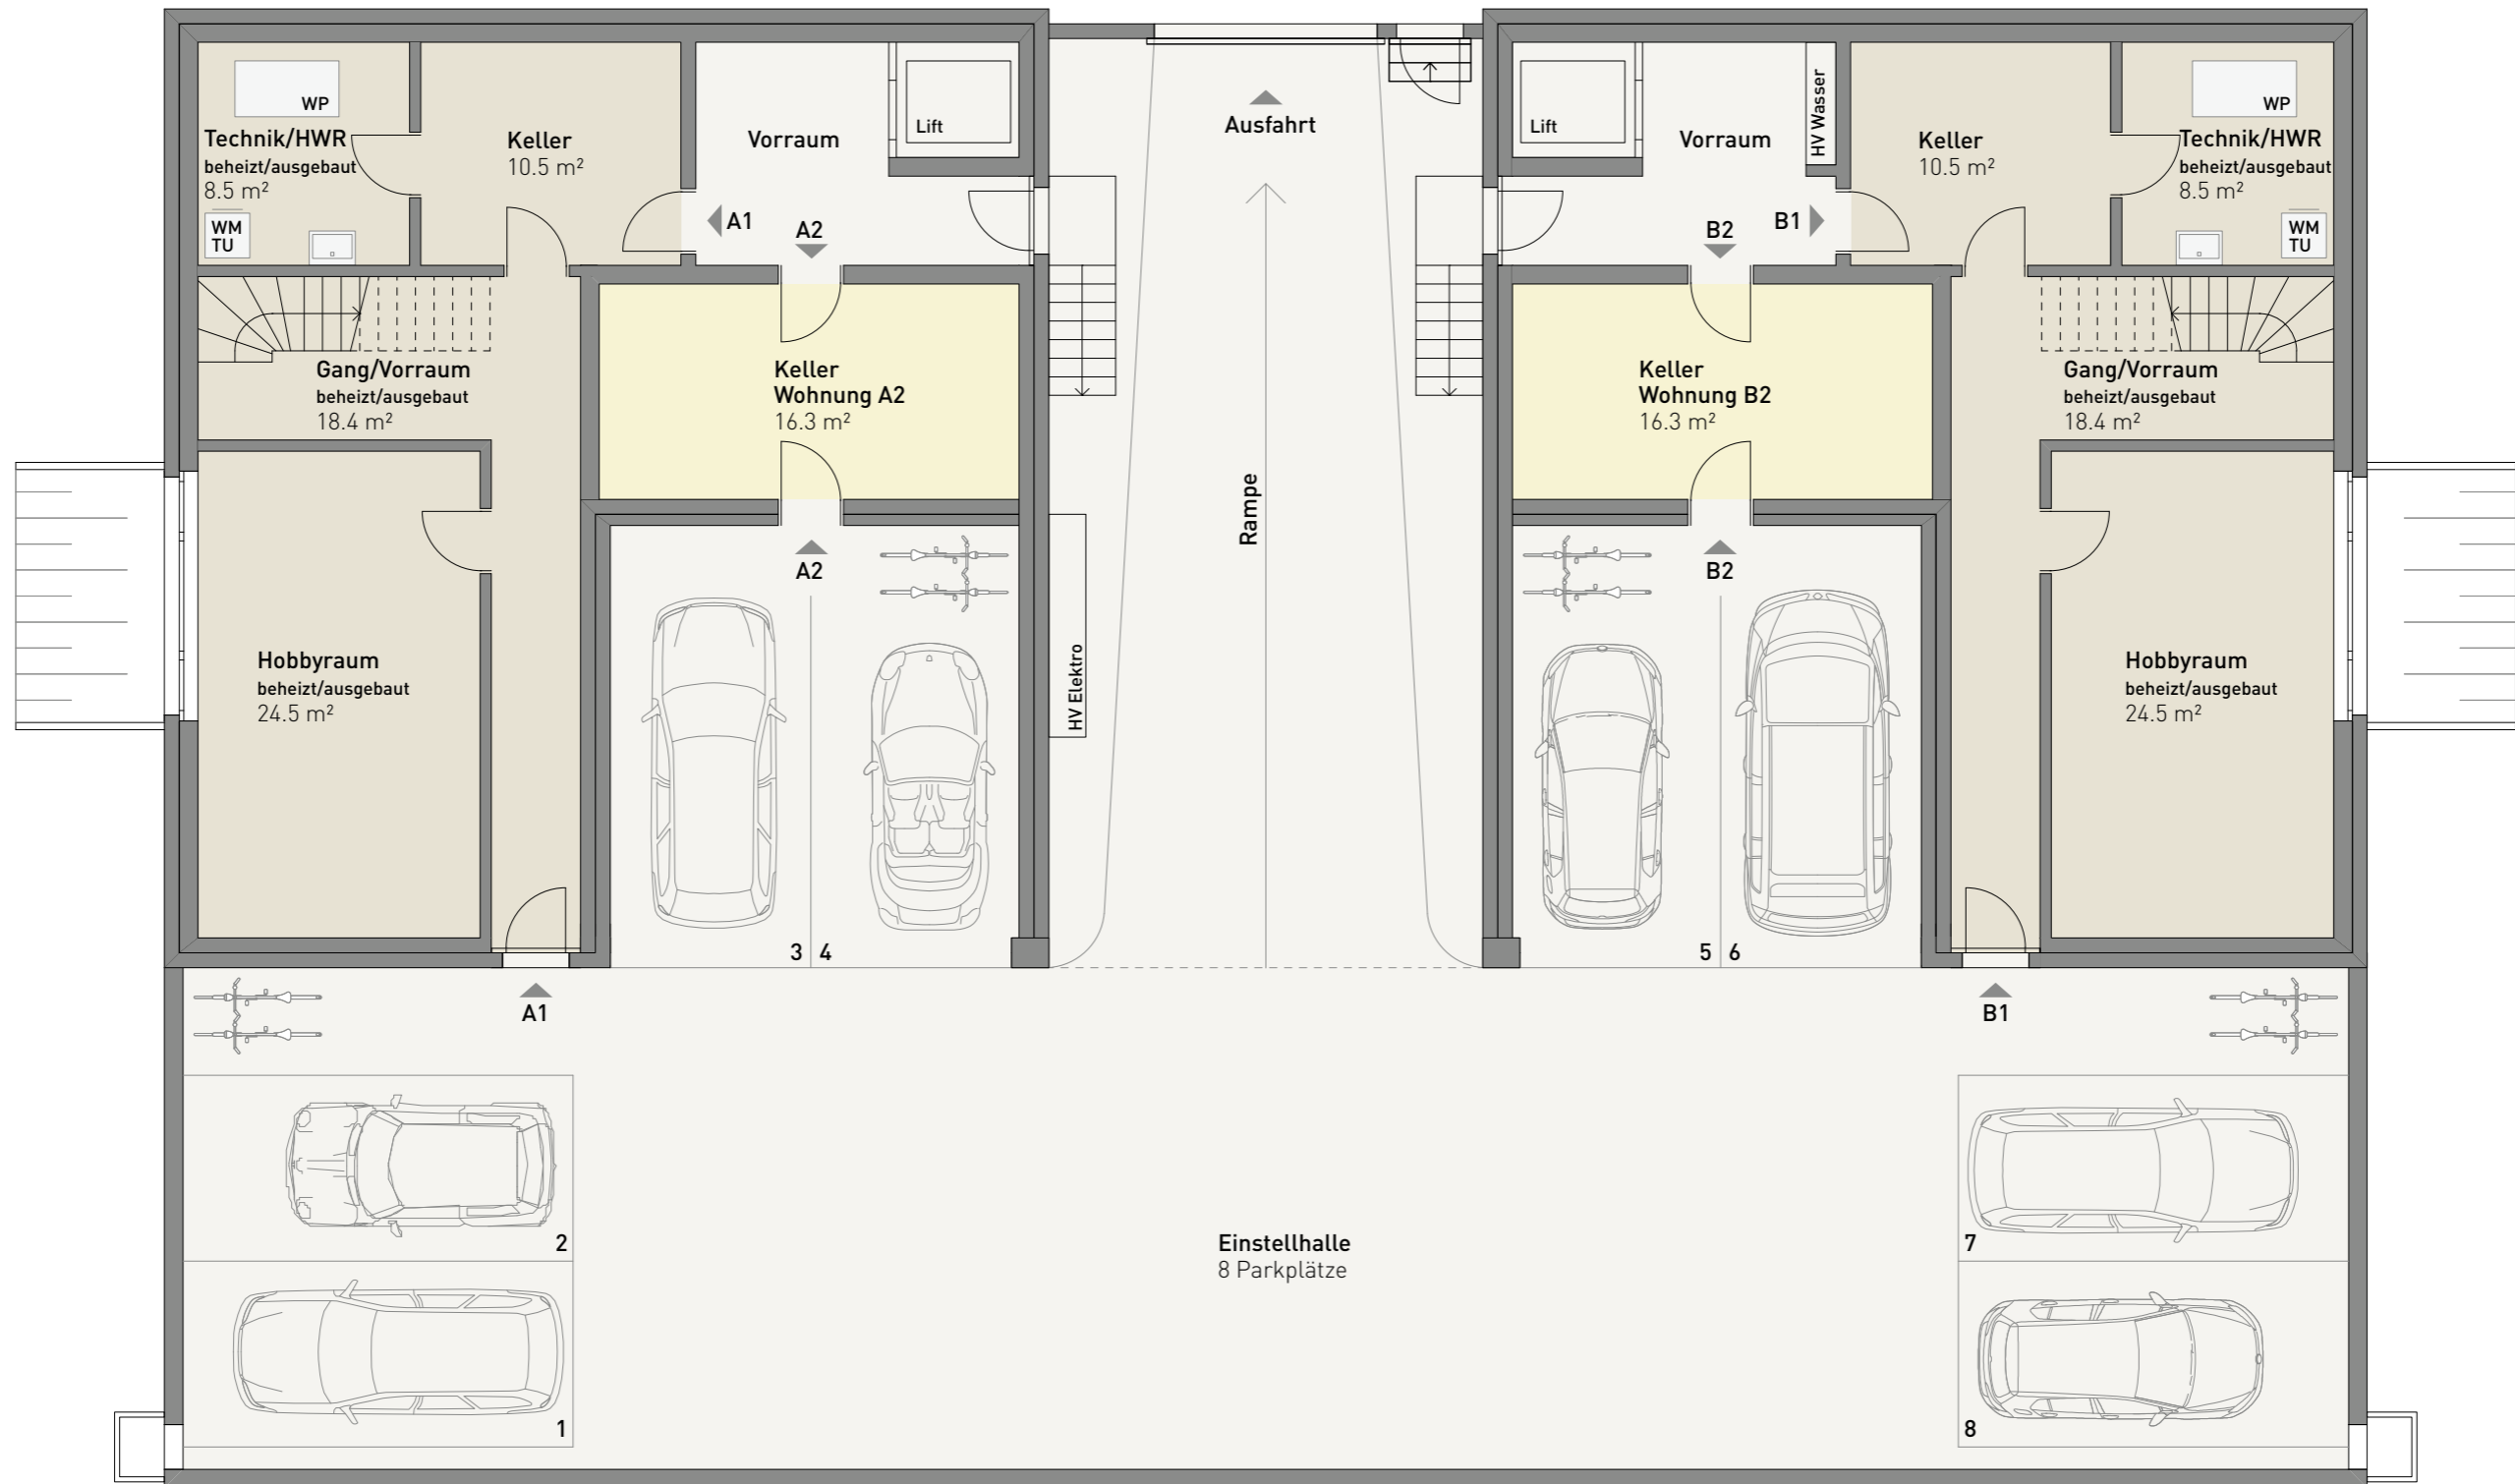 WP
Technik/HWR
beheizt/ausgebaut
8.5 m²
WM
TU
Keller
10.5 m²
Vorraum
Lift
A1
A2
Ausfahrt
Lift
Vorraum
HV Wasser
B2
B1
Keller
10.5 m²
WP
Technik/HWR
beheizt/ausgebaut
8.5 m²
WM
TU
Gang/Vorraum
beheizt/ausgebaut
18.4 m²
Keller
Wohnung A2
16.3 m²
Rampe
Keller
Wohnung B2
16.3 m²
Gang/Vorraum
beheizt/ausgebaut
18.4 m²
Hobbyraum
beheizt/ausgebaut
24.5 m²
A2
HV Elektro
B2
Hobbyraum
beheizt/ausgebaut
24.5 m²
3 4
5 6
A1
B1
2
1
Einstellhalle
8 Parkplätze
7
8